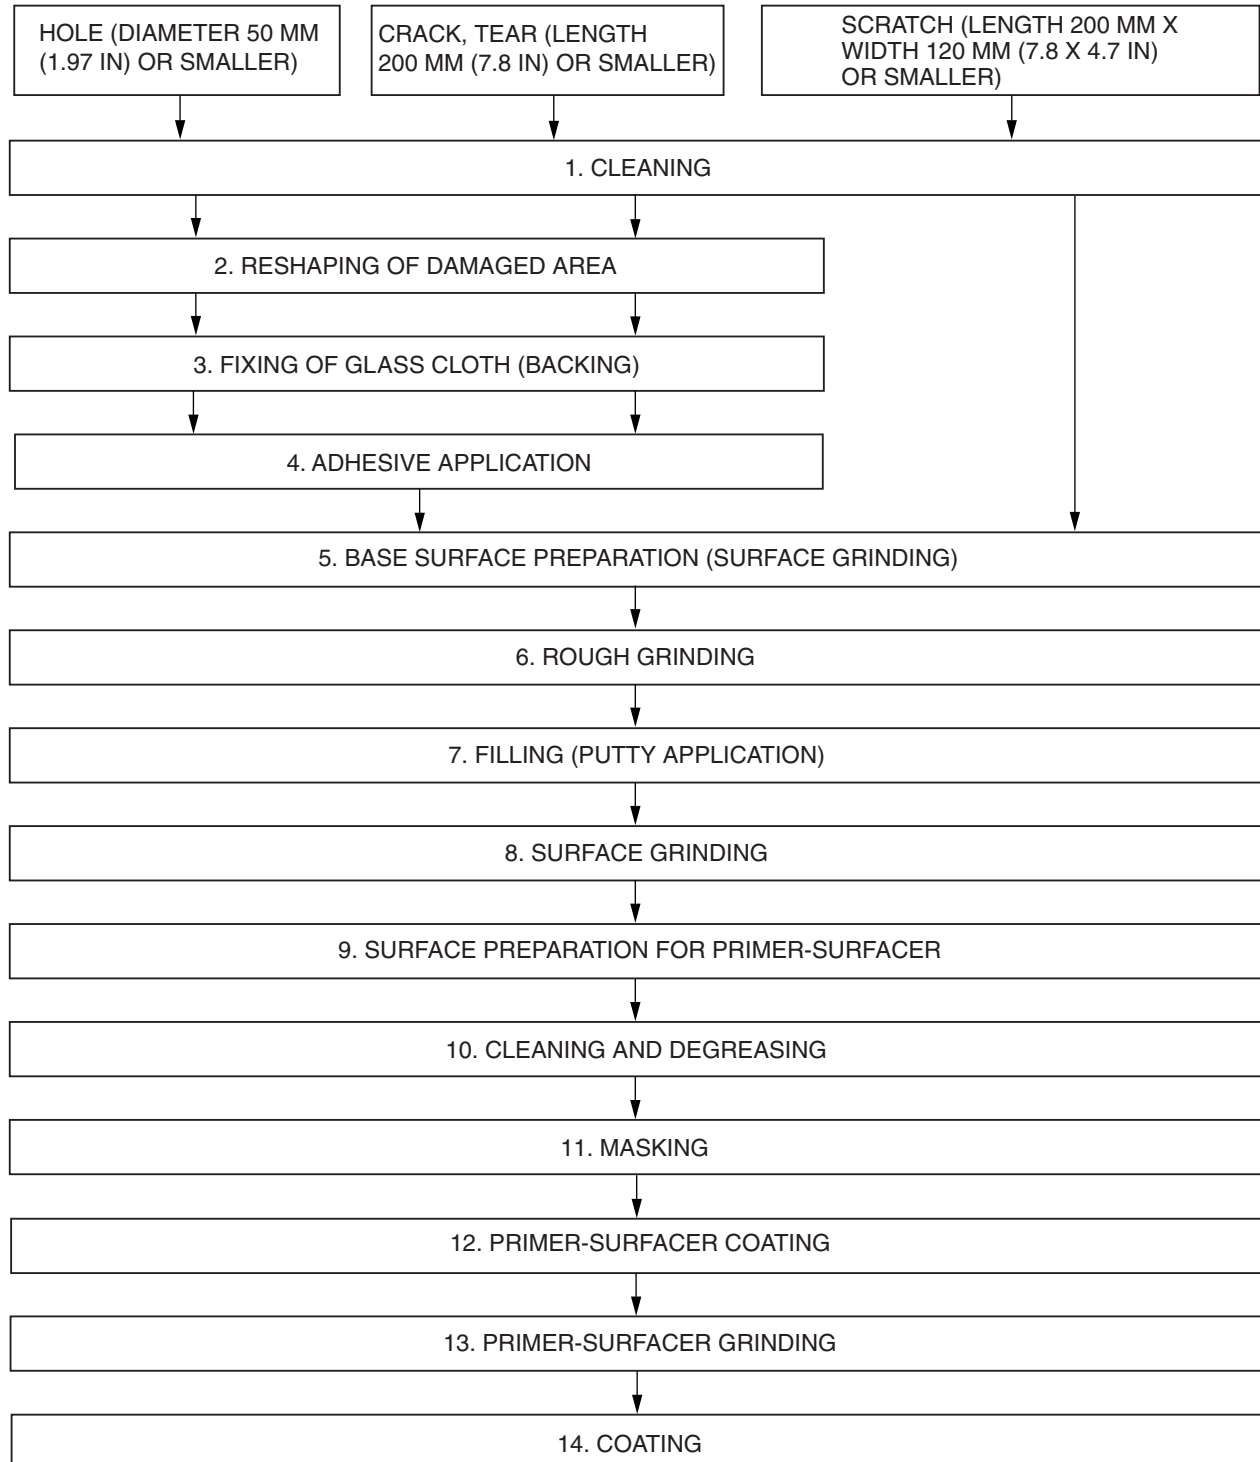 HOLE (DIAMETER 50 MM
(1.97 IN) OR SMALLER)
CRACK, TEAR (LENGTH
200 MM (7.8 IN) OR SMALLER)
SCRATCH (LENGTH 200 MM X
WIDTH 120 MM (7.8 X 4.7 IN)
OR SMALLER)
1. CLEANING
2. RESHAPING OF DAMAGED AREA
3. FIXING OF GLASS CLOTH (BACKING)
4. ADHESIVE APPLICATION
5. BASE SURFACE PREPARATION (SURFACE GRINDING)
6. ROUGH GRINDING
7. FILLING (PUTTY APPLICATION)
8. SURFACE GRINDING
9. SURFACE PREPARATION FOR PRIMER-SURFACER
10. CLEANING AND DEGREASING
11. MASKING
12. PRIMER-SURFACER COATING
13. PRIMER-SURFACER GRINDING
14. COATING